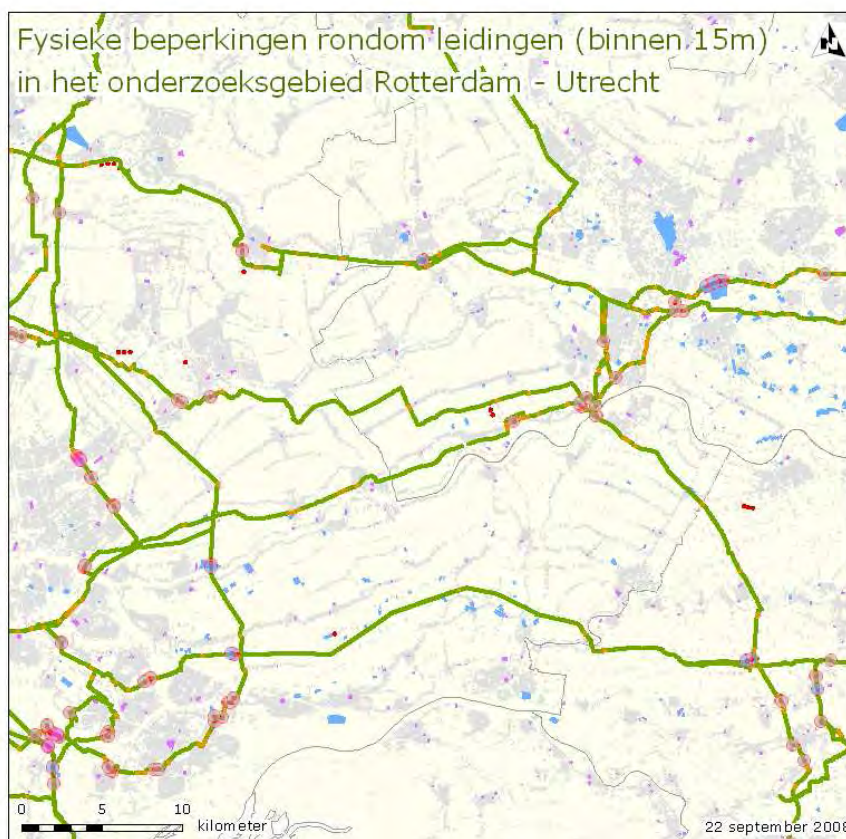 Fysieke beperkingen rondom leidingen (binnen 15m)
in het onderzoeksgebied Rotterdam - Utrecht
N
0 5 10
kilometer
22 september 2008